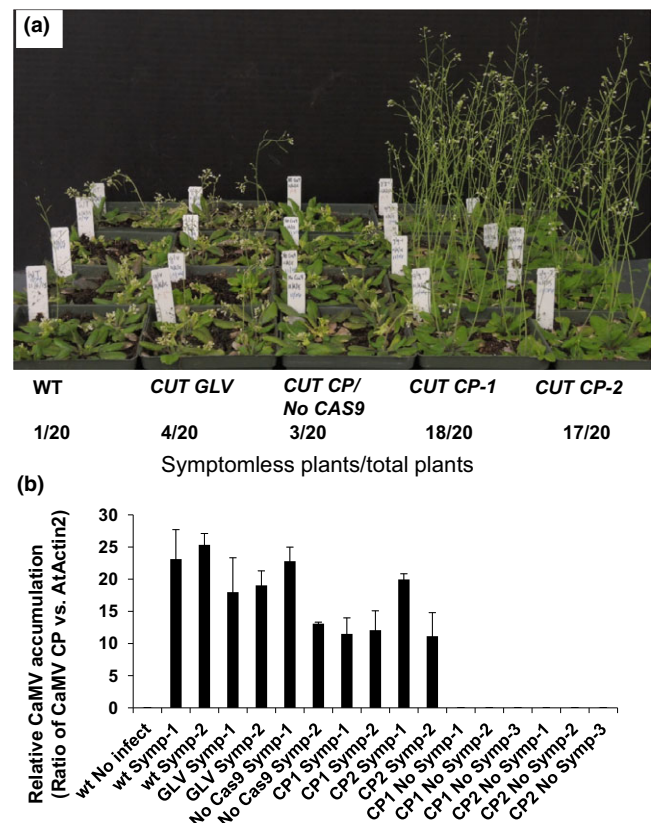 (a)
WT
CUT GLV
CUT CP/
No CAS9
CUT CP-1
CUT CP-2
1/20
4/20
3/20
18/20
17/20
Symptomless plants/total plants
(b)
Relative CaMV accumulation
(Ratio of CaMV CP vs. AtActin2)
30
25
20
15
10
5
0
wt No infect
wt Symp-1
wt Symp-2
GLV Symp-1
GLV Symp-2
No Cas9 Symp-1
No Cas9 Symp-2
CP1 Symp-1
CP1 Symp-2
CP2 Symp-1
CP2 Symp-2
CP1 No Symp-1
CP1 No Symp-2
CP1 No Symp-3
CP2 No Symp-1
CP2 No Symp-2
CP2 No Symp-3